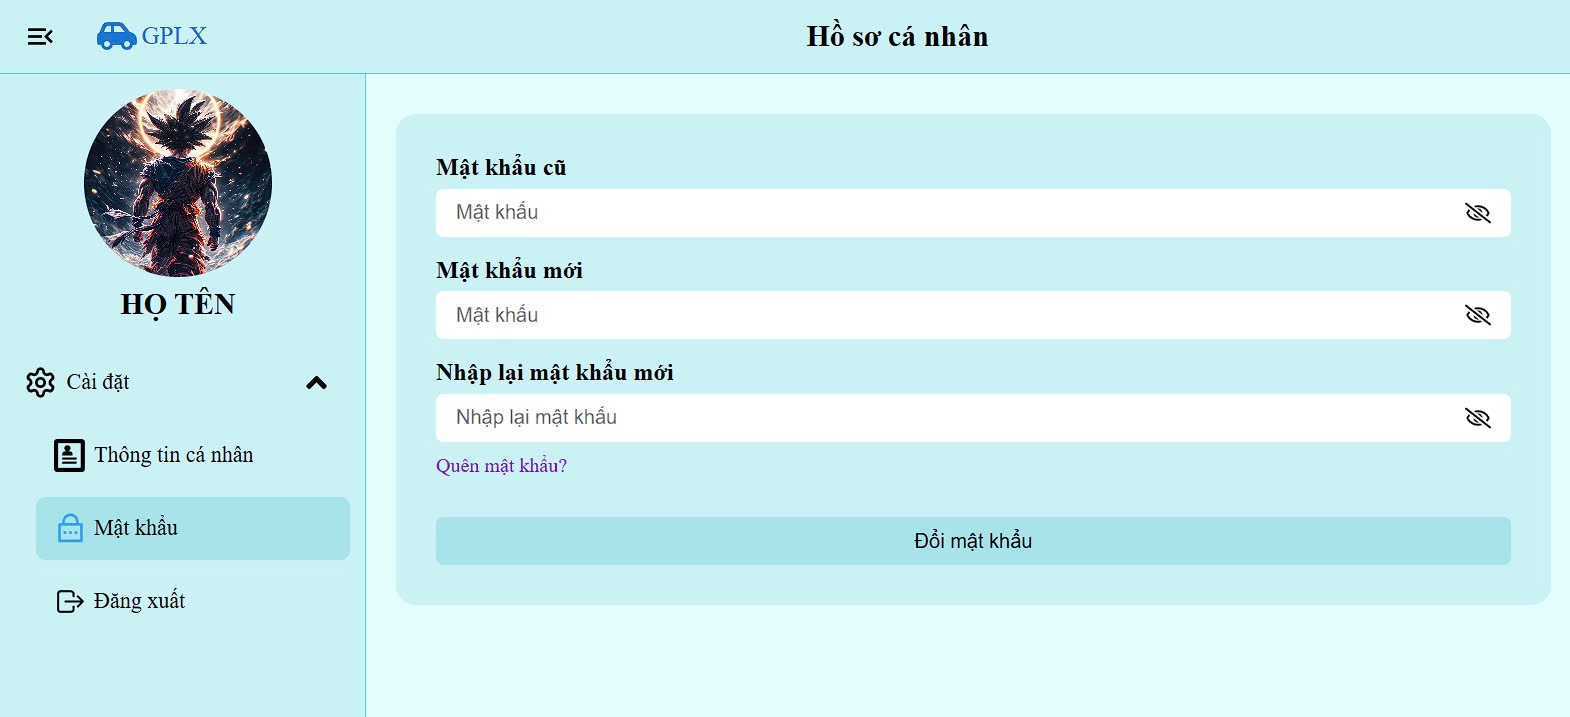 GPLX
Hồ sơ cá nhân
HỌ TÊN
Cài đặt
Thông tin cá nhân
Mật khẩu
Đăng xuất
Mật khẩu cũ
Mật khẩu
Mật khẩu mới
Mật khẩu
Nhập lại mật khẩu mới
Nhập lại mật khẩu
Quên mật khẩu?
Đổi mật khẩu